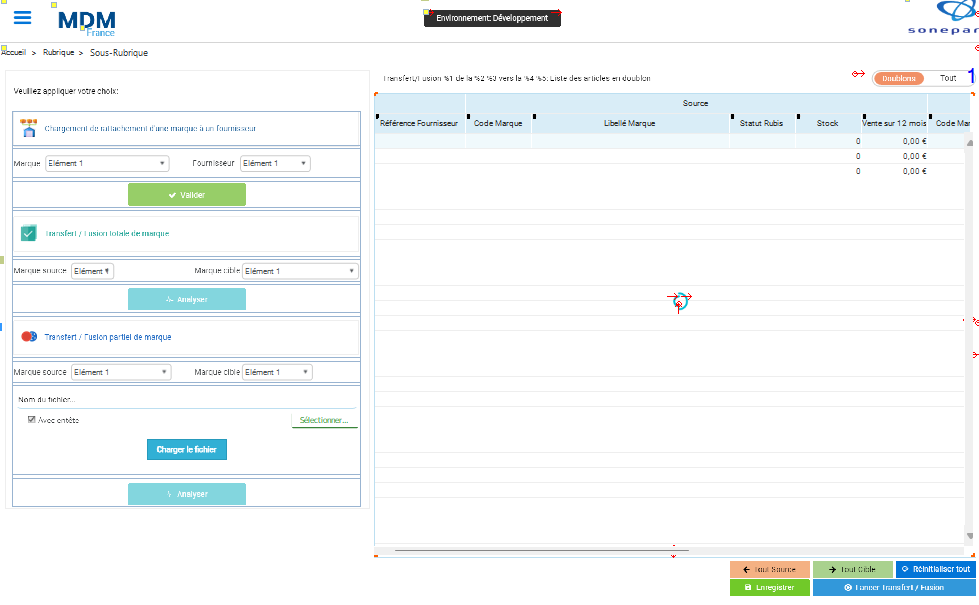 MDM
France
Environnement: Développement
sonepar
Accueil > Rubrique > Sous-Rubrique
Veuillez appliquer votre choix:
Transfert/Fusion %1 de la %2 %3 vers la %4 %5: Liste des articles en doublon
Doublons Tout 1
Chargement de rattachement d'une marque à un fournisseur
Marque Elément 1 Fournisseur Elément 1
Valider
Transfert / Fusion totale de marque
Marque source Elément 1 Marque cible Elément 1
Analyser
Transfert / Fusion partiel de marque
Marque source Elément 1 Marque cible Elément 1
Nom du fichier...
Avec entête Sélectionner...
Charger le fichier
Analyser
Source
Référence Fournisseur Code Marque Libellé Marque Statut Rubis Stock Vente sur 12 mois Code Mar
0 0,00 €
0 0,00 €
0 0,00 €
Tout Source Tout Cible Réinitialiser tout
Enregistrer Lancer Transfert / Fusion